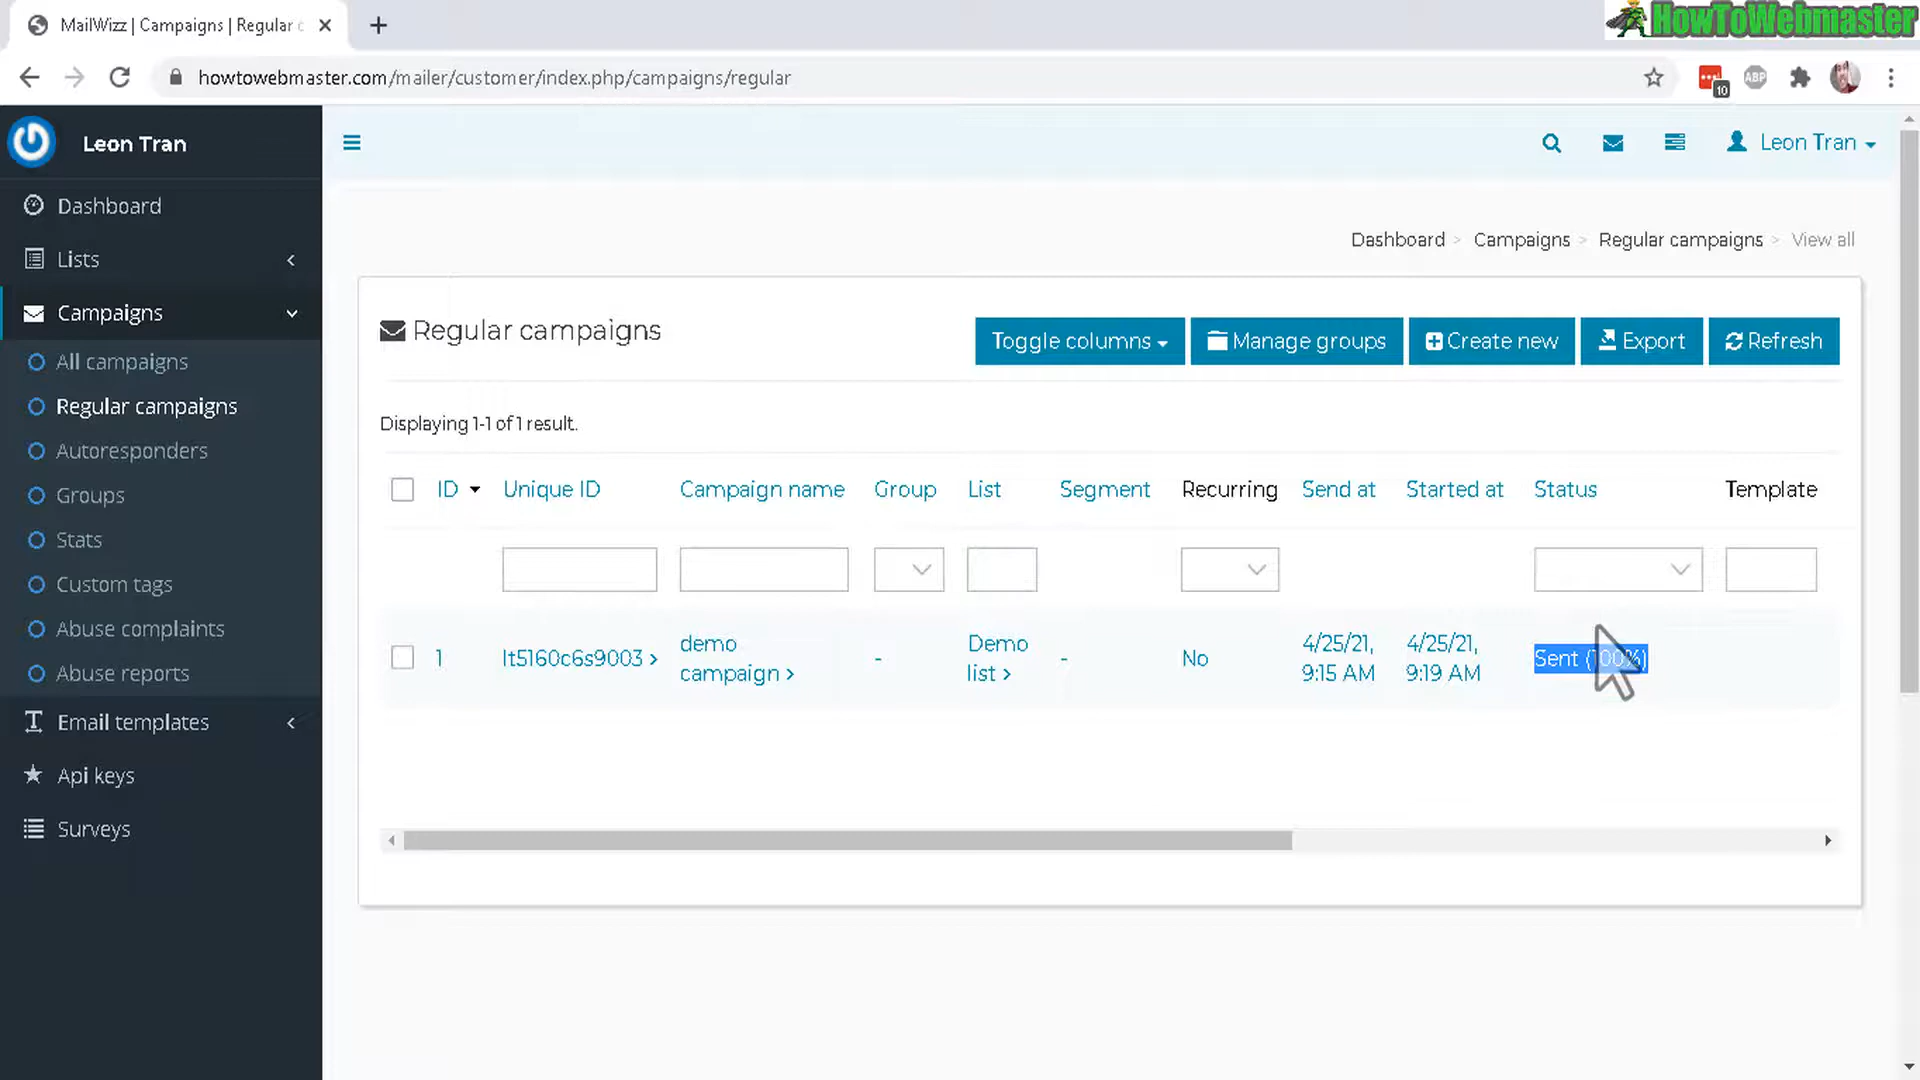 MailWizz | Campaigns | Regular c
HowToWebmaster
howtowebmaster.com/mailer/customer/index.php/campaigns/regular
10
ABP
Leon Tran
Leon Tran
Dashboard
Lists
Campaigns
All campaigns
Regular campaigns
Autoresponders
Groups
Stats
Custom tags
Abuse complaints
Abuse reports
Email templates
Api keys
Surveys
Dashboard > Campaigns > Regular campaigns > View all
Regular campaigns
Toggle columns
Manage groups
Create new
Export
Refresh
Displaying 1-1 of 1 result.
ID Unique ID Campaign name Group List Segment Recurring Send at Started at Status Template
1 lt5160c6s9003 > demo campaign > - Demo list > - No 4/25/21, 9:15 AM 4/25/21, 9:19 AM Sent (100%)